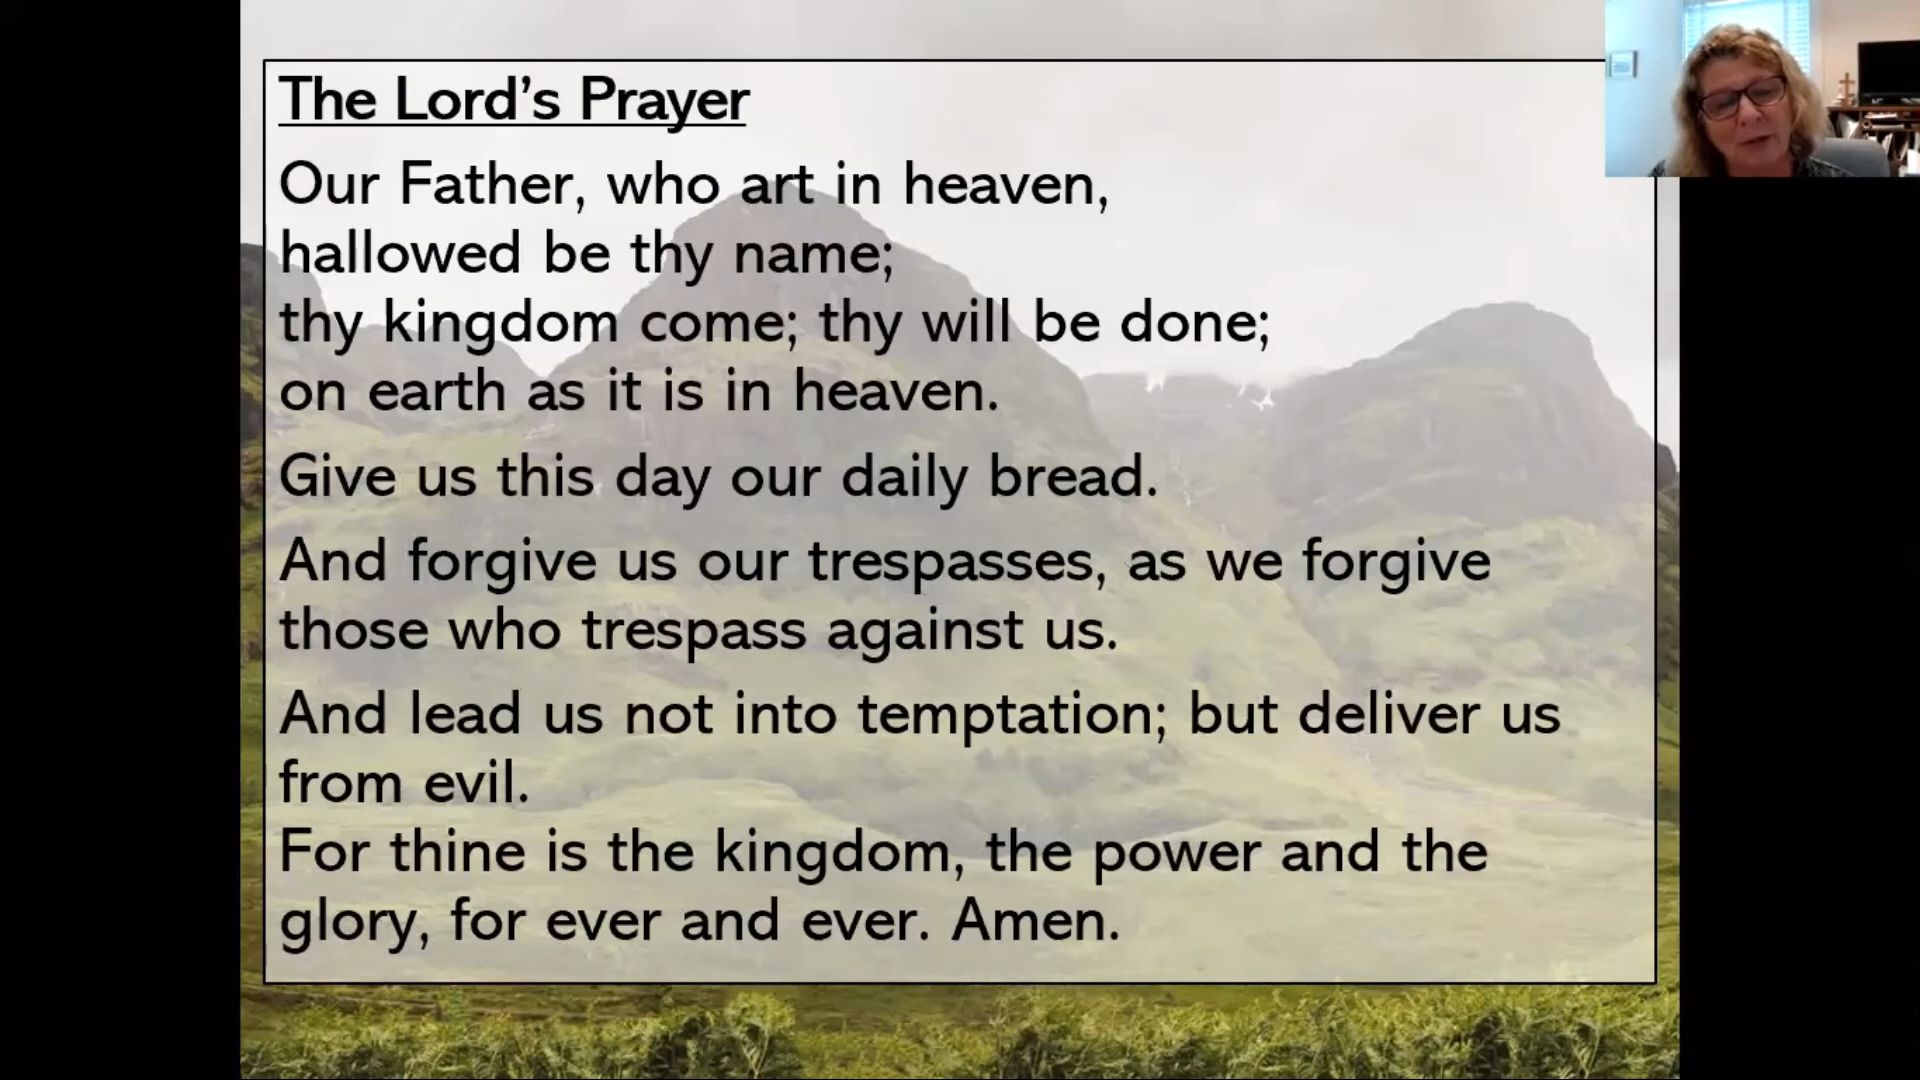 The Lord’s Prayer
Our Father, who art in heaven,
hallowed be thy name;
thy kingdom come; thy will be done;
on earth as it is in heaven.
Give us this day our daily bread.
And forgive us our trespasses, as we forgive
those who trespass against us.
And lead us not into temptation; but deliver us
from evil.
For thine is the kingdom, the power and the
glory, for ever and ever. Amen.